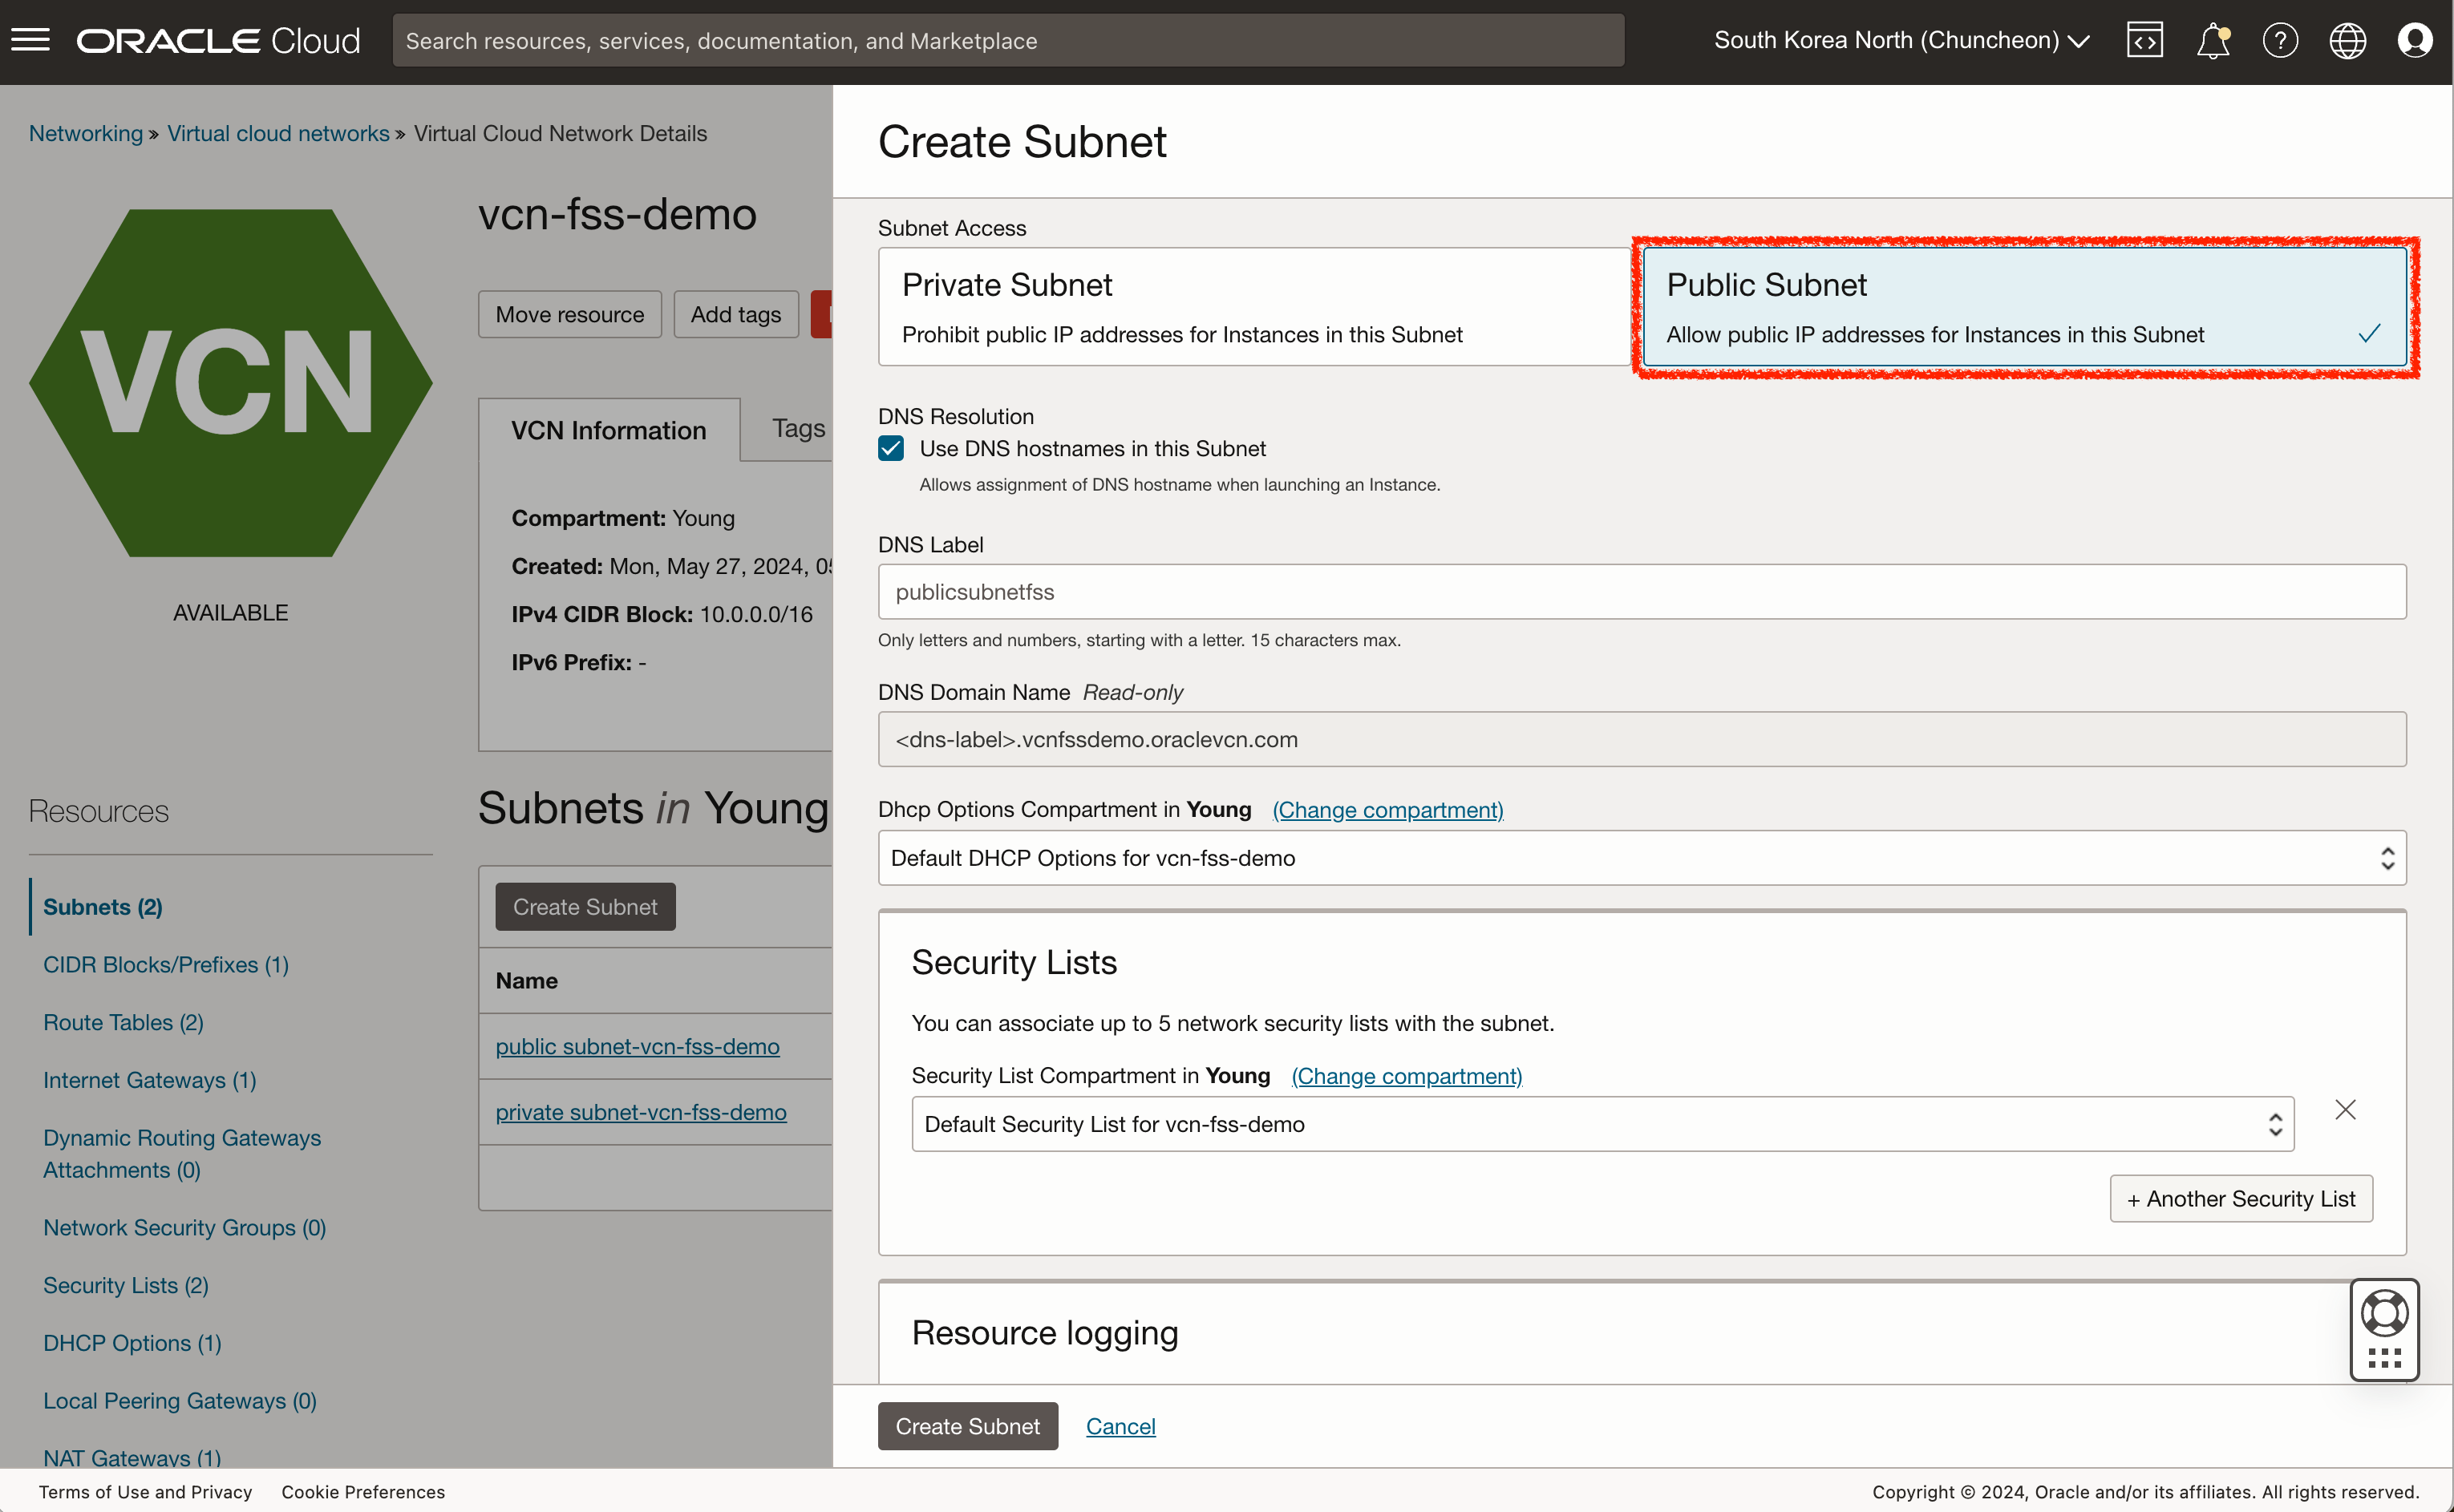 ORACLE Cloud
Search resources, services, documentation, and Marketplace
South Korea North (Chuncheon)
Networking » Virtual cloud networks » Virtual Cloud Network Details
VCN
AVAILABLE
vcn-fss-demo
Move resource
Add tags
VCN Information
Tags
Compartment: Young
Created: Mon, May 27, 2024,
IPv4 CIDR Block: 10.0.0.0/16
IPv6 Prefix: -
Resources
Subnets (2)
CIDR Blocks/Prefixes (1)
Route Tables (2)
Internet Gateways (1)
Dynamic Routing Gateways
Attachments (0)
Network Security Groups (0)
Security Lists (2)
DHCP Options (1)
Local Peering Gateways (0)
NAT Gateways (1)
Subnets in Young
Create Subnet
Name
public subnet-vcn-fss-demo
private subnet-vcn-fss-demo
Create Subnet
Subnet Access
Private Subnet
Prohibit public IP addresses for Instances in this Subnet
Public Subnet
Allow public IP addresses for Instances in this Subnet
DNS Resolution
Use DNS hostnames in this Subnet
Allows assignment of DNS hostname when launching an Instance.
DNS Label
publicsubnetfss
Only letters and numbers, starting with a letter. 15 characters max.
DNS Domain Name Read-only
<dns-label>.vcnfssdemo.oraclevcn.com
Dhcp Options Compartment in Young (Change compartment)
Default DHCP Options for vcn-fss-demo
Security Lists
You can associate up to 5 network security lists with the subnet.
Security List Compartment in Young (Change compartment)
Default Security List for vcn-fss-demo
+ Another Security List
Resource logging
Create Subnet
Cancel
Terms of Use and Privacy
Cookie Preferences
Copyright © 2024, Oracle and/or its affiliates. All rights reserved.